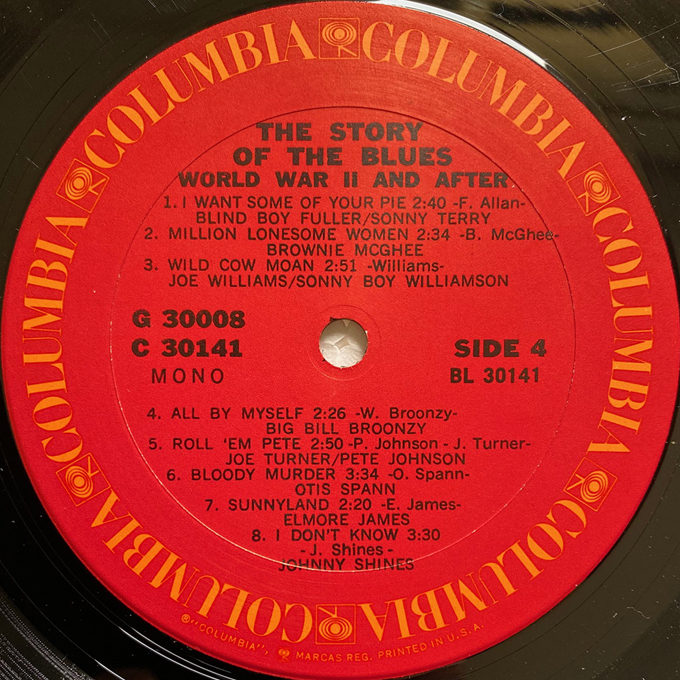 COLUMBIA COLUMBIA COLUMBIA COLUMBIA COLUMBIA COLUMBIA COLUMBIA
THE STORY
OF THE BLUES
WORLD WAR II AND AFTER
1. I WANT SOME OF YOUR PIE 2:40 -F. Allan-
BLIND BOY FULLER/SONNY TERRY
2. MILLION LONESOME WOMEN 2:34 -B. McGhee-
BROWNIE MCGHEE
3. WILD COW MOAN 2:51 -Williams-
JOE WILLIAMS/SONNY BOY WILLIAMSON
G 30008
C 30141 SIDE 4
MONO BL 30141
4. ALL BY MYSELF 2:26 -W. Broonzy-
BIG BILL BROONZY
5. ROLL 'EM PETE 2:50 -P. Johnson - J. Turner-
JOE TURNER/PETE JOHNSON
6. BLOODY MURDER 3:34 -O. Spann-
OTIS SPANN
7. SUNNYLAND 2:20 -E. James-
ELMORE JAMES
8. I DON'T KNOW 3:30
- J. Shines -
JOHNNY SHINES
®"COLUMBIA", MARCAS REG. PRINTED IN U.S.A.